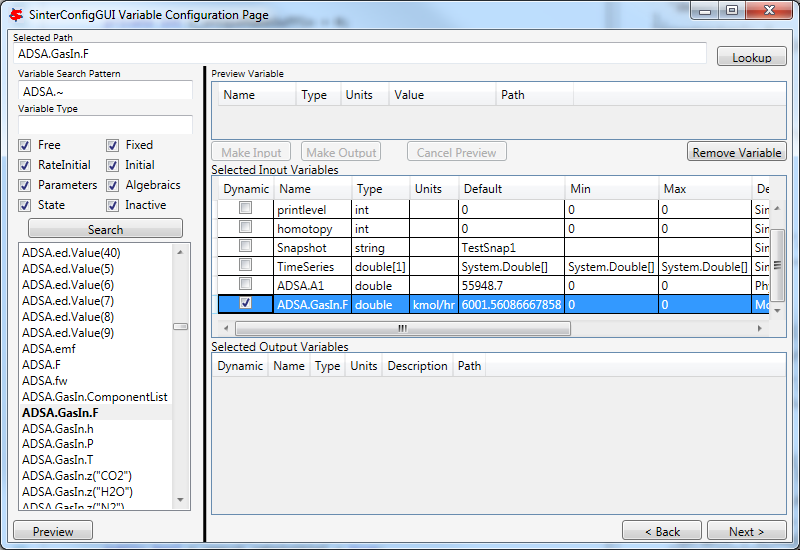 SinterConfigGUI Variable Configuration Page
Selected Path
ADSA.GasIn.F
Lookup
Variable Search Pattern
ADSA.~
Variable Type
Free Fixed
RateInitial Initial
Parameters Algebraics
State Inactive
Search
ADSA.ed.Value(40)
ADSA.ed.Value(5)
ADSA.ed.Value(6)
ADSA.ed.Value(7)
ADSA.ed.Value(8)
ADSA.ed.Value(9)
ADSA.emf
ADSA.F
ADSA.fw
ADSA.GasIn.ComponentList
ADSA.GasIn.F
ADSA.GasIn.h
ADSA.GasIn.P
ADSA.GasIn.T
ADSA.GasIn.z("CO2")
ADSA.GasIn.z("H2O")
ADSA.GasIn.z("N2")
Preview
Preview Variable
Name Type Units Value Path
Make Input Make Output Cancel Preview Remove Variable
Selected Input Variables
Dynamic Name Type Units Default Min Max De
printlevel int 0 0 0 Sin
homotopy int 0 0 0 Sin
Snapshot string TestSnap1 Sin
TimeSeries double[1] System.Double[] System.Double[] System.Double[] Sin
ADSA.A1 double 55948.7 0 0 Ph
ADSA.GasIn.F double kmol/hr 6001.56086667858 0 0 Mo
Selected Output Variables
Dynamic Name Type Units Description Path
< Back Next >